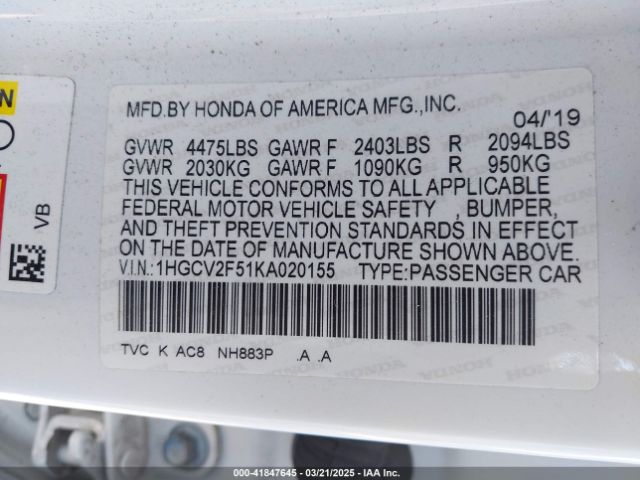 MFD.BY HONDA OF AMERICA MFG.,INC.
04/'19
GVWR 4475LBS GAWR F 2403LBS R 2094LBS
GVWR 2030KG GAWR F 1090KG R 950KG
THIS VEHICLE CONFORMS TO ALL APPLICABLE
FEDERAL MOTOR VEHICLE SAFETY , BUMPER,
AND THEFT PREVENTION STANDARDS IN EFFECT
ON THE DATE OF MANUFACTURE SHOWN ABOVE.
V.I.N.:1HGCV2F51KA020155 TYPE:PASSENGER CAR
TVC K AC8 NH883P .A .A
VB
000-41847645 | 03/21/2025 | IAA Inc.